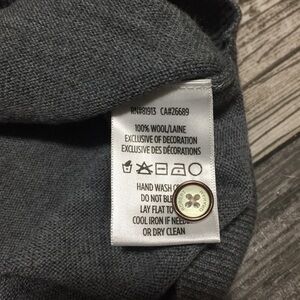 RN#81913 CA#26689
100% WOOL/LAINE
EXCLUSIVE OF DECORATION
EXCLUSIVE DES DÉCORATIONS
HAND WASH
DO NOT
LAY FLAT TO
COOL IRON IF
OR DRY CLEAN